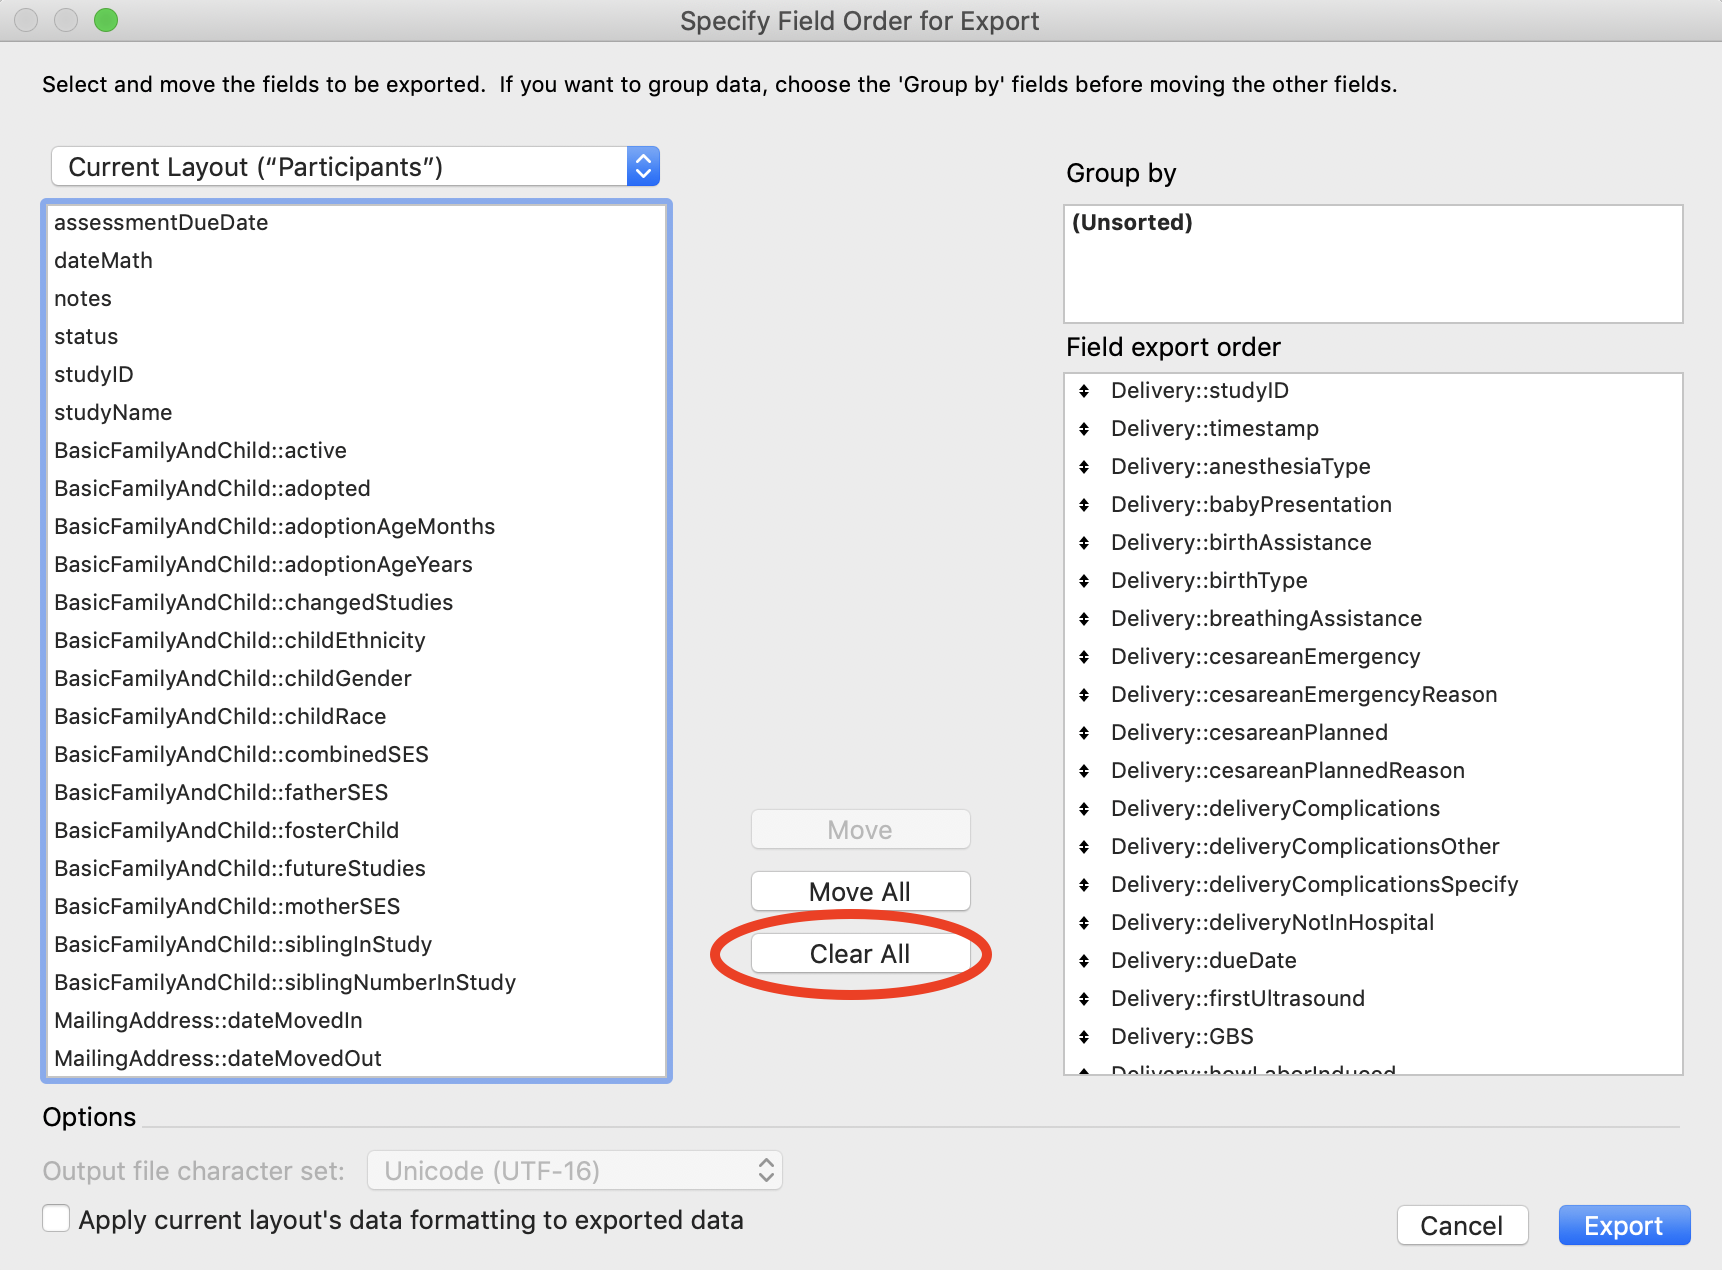 Specify Field Order for Export
Select and move the fields to be exported.  If you want to group data, choose the 'Group by' fields before moving the other fields.
Current Layout (“Participants”)
assessmentDueDate
dateMath
notes
status
studyID
studyName
BasicFamilyAndChild::active
BasicFamilyAndChild::adopted
BasicFamilyAndChild::adoptionAgeMonths
BasicFamilyAndChild::adoptionAgeYears
BasicFamilyAndChild::changedStudies
BasicFamilyAndChild::childEthnicity
BasicFamilyAndChild::childGender
BasicFamilyAndChild::childRace
BasicFamilyAndChild::combinedSES
BasicFamilyAndChild::fatherSES
BasicFamilyAndChild::fosterChild
BasicFamilyAndChild::futureStudies
BasicFamilyAndChild::motherSES
BasicFamilyAndChild::siblingInStudy
BasicFamilyAndChild::siblingNumberInStudy
MailingAddress::dateMovedIn
MailingAddress::dateMovedOut
Move
Move All
Clear All
Group by
(Unsorted)
Field export order
Delivery::studyID
Delivery::timestamp
Delivery::anesthesiaType
Delivery::babyPresentation
Delivery::birthAssistance
Delivery::birthType
Delivery::breathingAssistance
Delivery::cesareanEmergency
Delivery::cesareanEmergencyReason
Delivery::cesareanPlanned
Delivery::cesareanPlannedReason
Delivery::deliveryComplications
Delivery::deliveryComplicationsOther
Delivery::deliveryComplicationsSpecify
Delivery::deliveryNotInHospital
Delivery::dueDate
Delivery::firstUltrasound
Delivery::GBS
Delivery::howLaborInduced
Options
Output file character set:
Unicode (UTF-16)
Apply current layout's data formatting to exported data
Cancel
Export